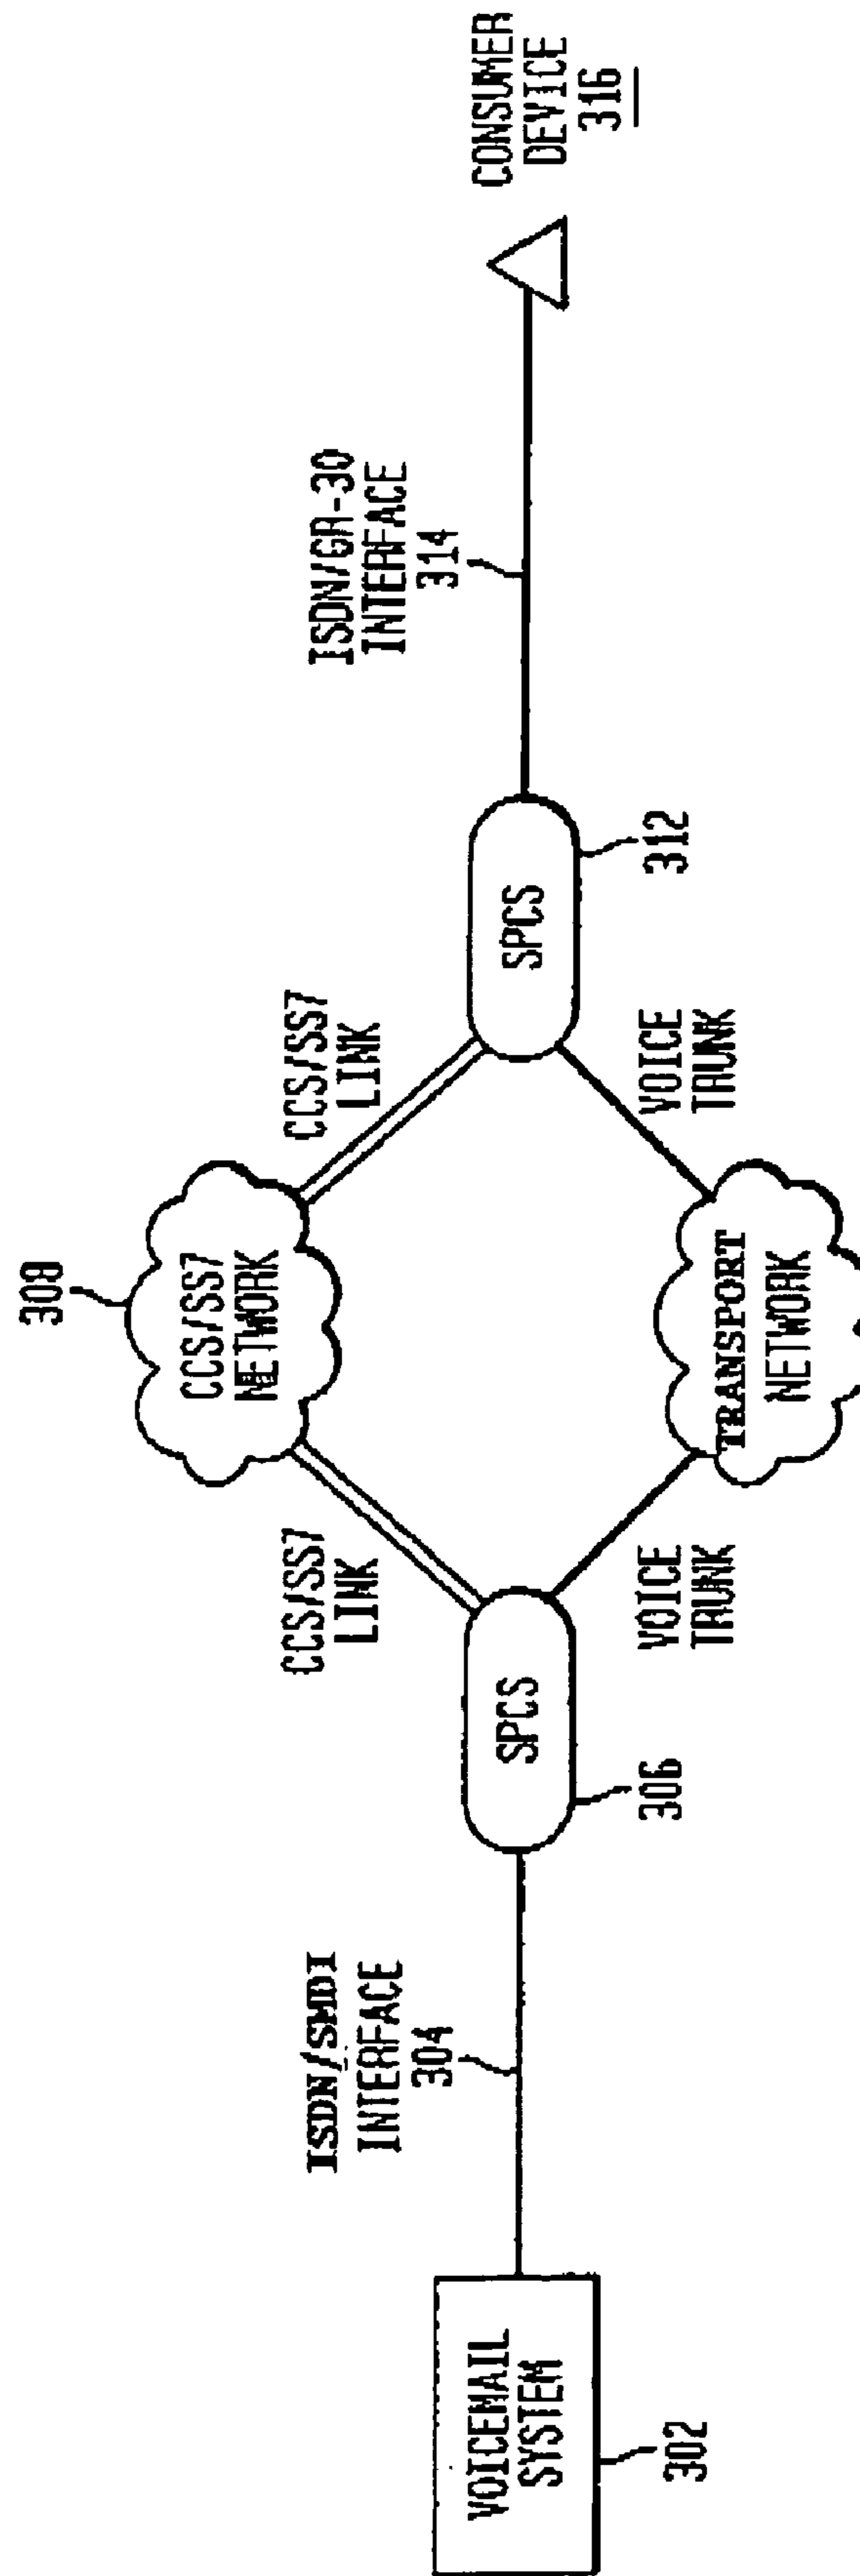 308
CCS/SS7
NETWORK
CCS/SS7
LINK
CCS/SS7
LINK
ISDN/SMDI
INTERFACE
304
ISDN/GR-30
INTERFACE
314
VOICEMAIL
SYSTEM
302
SPCS
306
SPCS
312
CONSUMER
DEVICE
316
VOICE
TRUNK
VOICE
TRUNK
TRANSPORT
NETWORK